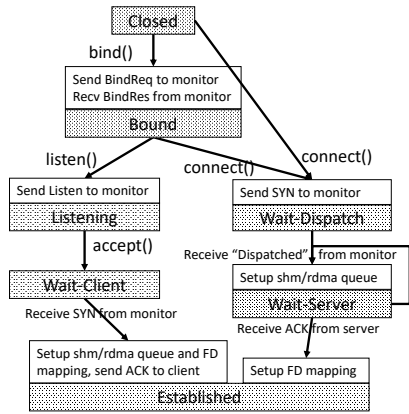 Closed
bind()
Send BindReq to monitor
Recv BindRes from monitor
Bound
listen()
connect()
connect()
Send Listen to monitor
Listening
Send SYN to monitor
Wait-Dispatch
accept()
Receive "Dispatched" from monitor
Wait-Client
Setup shm/rdma queue
Wait-Server
Receive SYN from monitor
Receive ACK from server
Setup shm/rdma queue and FD
mapping, send ACK to client
Setup FD mapping
Established